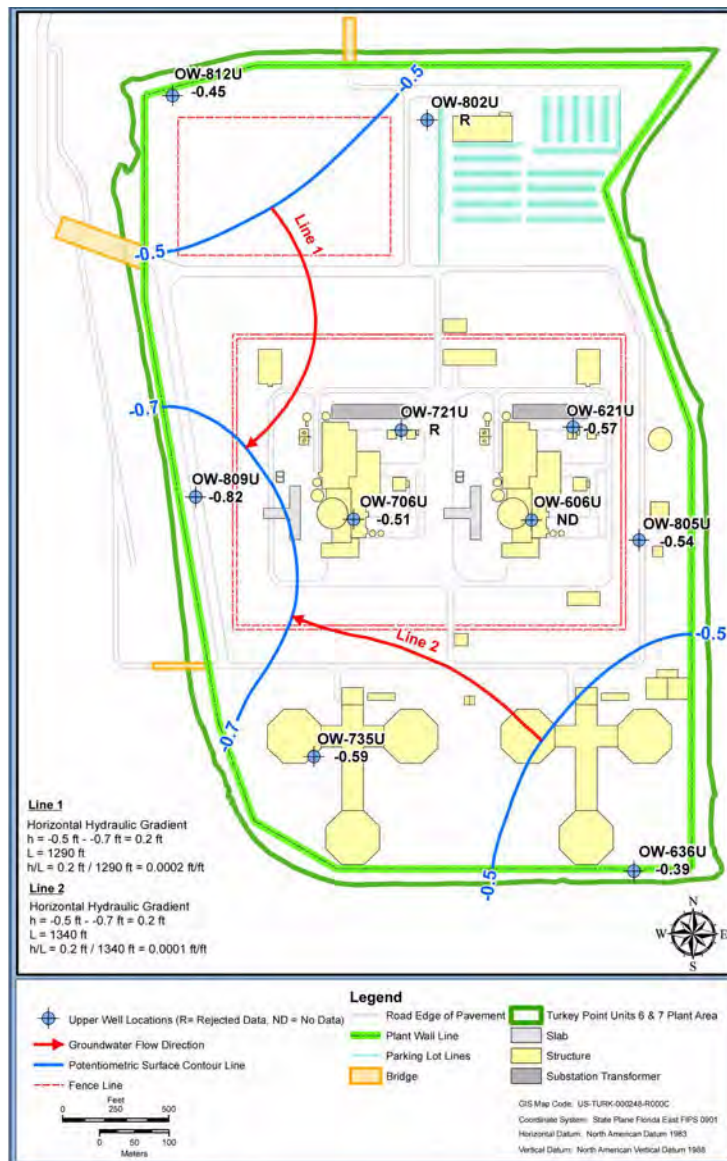 -0.5
OW-812U
-0.45
OW-802U
R
Line 1
-0.5
-0.7
OW-721U
R
OW-621U
-0.57
OW-809U
-0.82
OW-706U
-0.51
OW-606U
ND
OW-805U
-0.54
Line 2
-0.5
-0.7
OW-735U
-0.59
OW-636U
-0.39
-0.5
Line 1
Horizontal Hydraulic Gradient
h = -0.5 ft - -0.7 ft = 0.2 ft
L = 1290 ft
h/L = 0.2 ft / 1290 ft = 0.0002 ft/ft
Line 2
Horizontal Hydraulic Gradient
h = -0.5 ft - -0.7 ft = 0.2 ft
L = 1340 ft
h/L = 0.2 ft / 1340 ft = 0.0001 ft/ft
N
W E
S
Legend
Upper Well Locations (R= Rejected Data, ND = No Data)
Groundwater Flow Direction
Potentiometric Surface Contour Line
Fence Line
Feet
0 250 500
0 50 100
Meters
Road Edge of Pavement
Plant Wall Line
Parking Lot Lines
Bridge
Turkey Point Units 6 & 7 Plant Area
Slab
Structure
Substation Transformer
GIS Map Code: US-TURK-000248-R000C
Coordinate System: State Plane Florida East FIPS 0901
Horizontal Datum: North American Datum 1983
Vertical Datum: North American Vertical Datum 1988